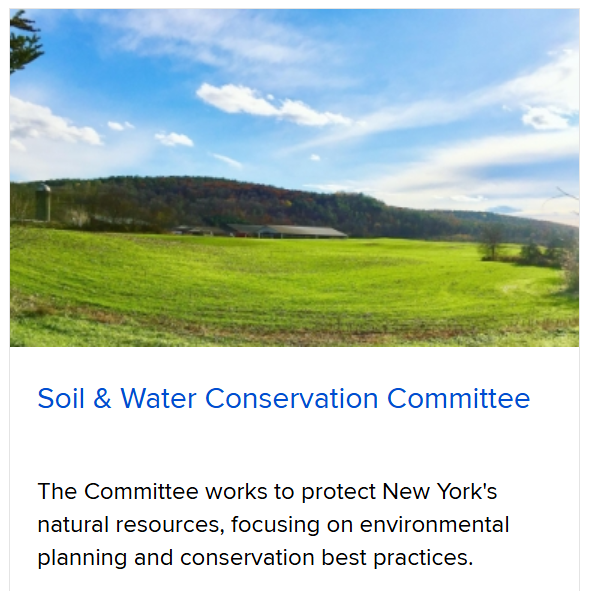 Soil & Water Conservation Committee
The Committee works to protect New York's
natural resources, focusing on environmental
planning and conservation best practices.